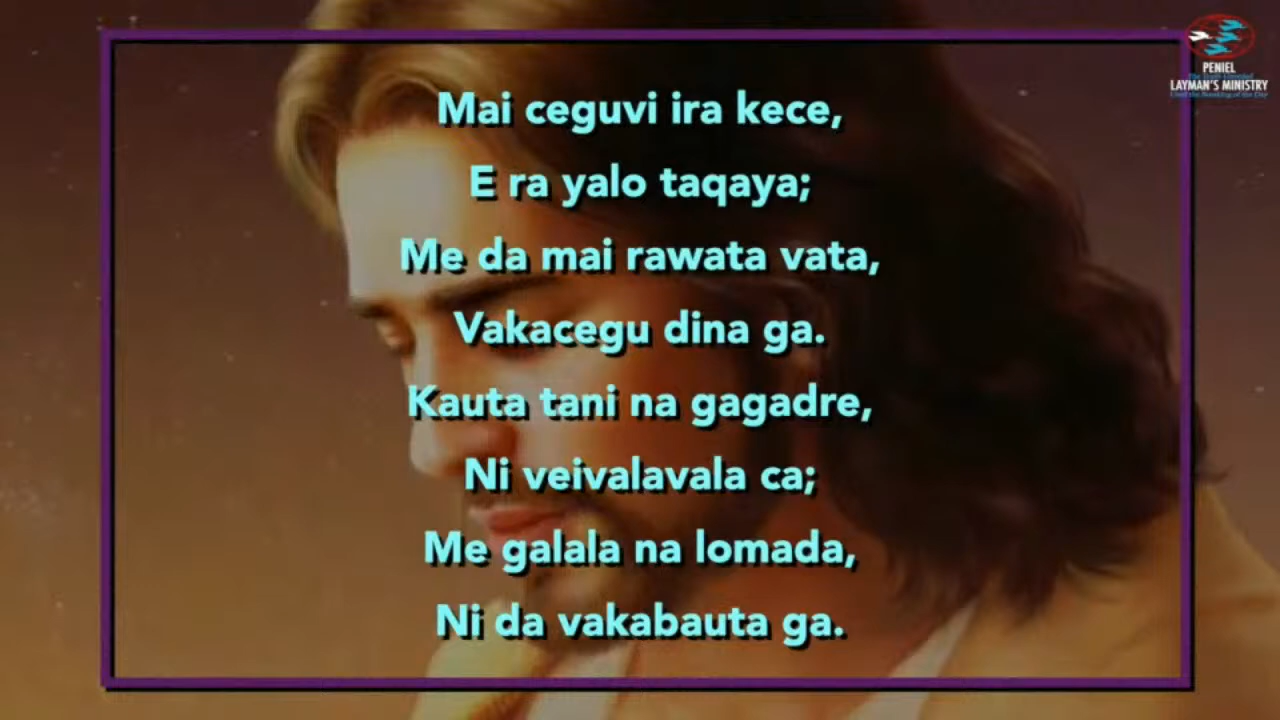 Mai ceguvi ira kece,
E ra yalo taqaya;
Me da mai rawata vata,
Vakacegu dina ga.
Kauta tani na gagadre,
Ni veivalavala ca;
Me galala na lomada,
Ni da vakabauta ga.
PENIEL
LAYMAN'S MINISTRY